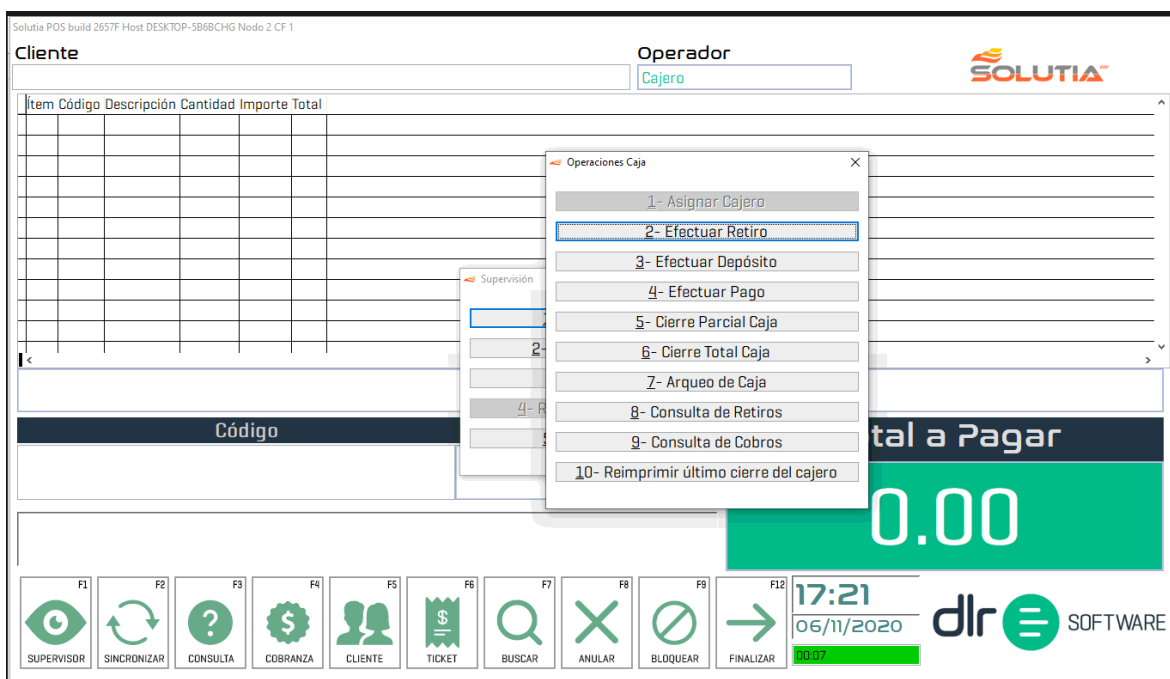 Solutia POS build 2657F Host DESKTOP-5B6BCHG Nodo 2 CF 1
Cliente
Operador
Cajero
SOLUTIA
Ítem Código Descripción Cantidad Importe Total
Operaciones Caja
1- Asignar Cajero
2- Efectuar Retiro
3- Efectuar Depósito
4- Efectuar Pago
5- Cierre Parcial Caja
6- Cierre Total Caja
7- Arqueo de Caja
8- Consulta de Retiros
9- Consulta de Cobros
10- Reimprimir último cierre del cajero
Supervisión
2-
4- R
Código
tal a Pagar
0.00
F1
SUPERVISOR
F2
SINCRONIZAR
F3
CONSULTA
F4
COBRANZA
F5
CLIENTE
F6
TICKET
F7
BUSCAR
F8
ANULAR
F9
BLOQUEAR
F12
FINALIZAR
17:21
06/11/2020
00:07
dlr SOFTWARE